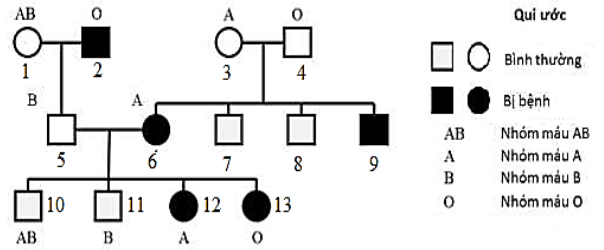 AB O A O
1 2 3 4
B A
5 6 7 8 9
10 11 12 13
AB B A O
Qui ước
Bình thường
Bị bệnh
AB Nhóm máu AB
A Nhóm máu A
B Nhóm máu B
O Nhóm máu O